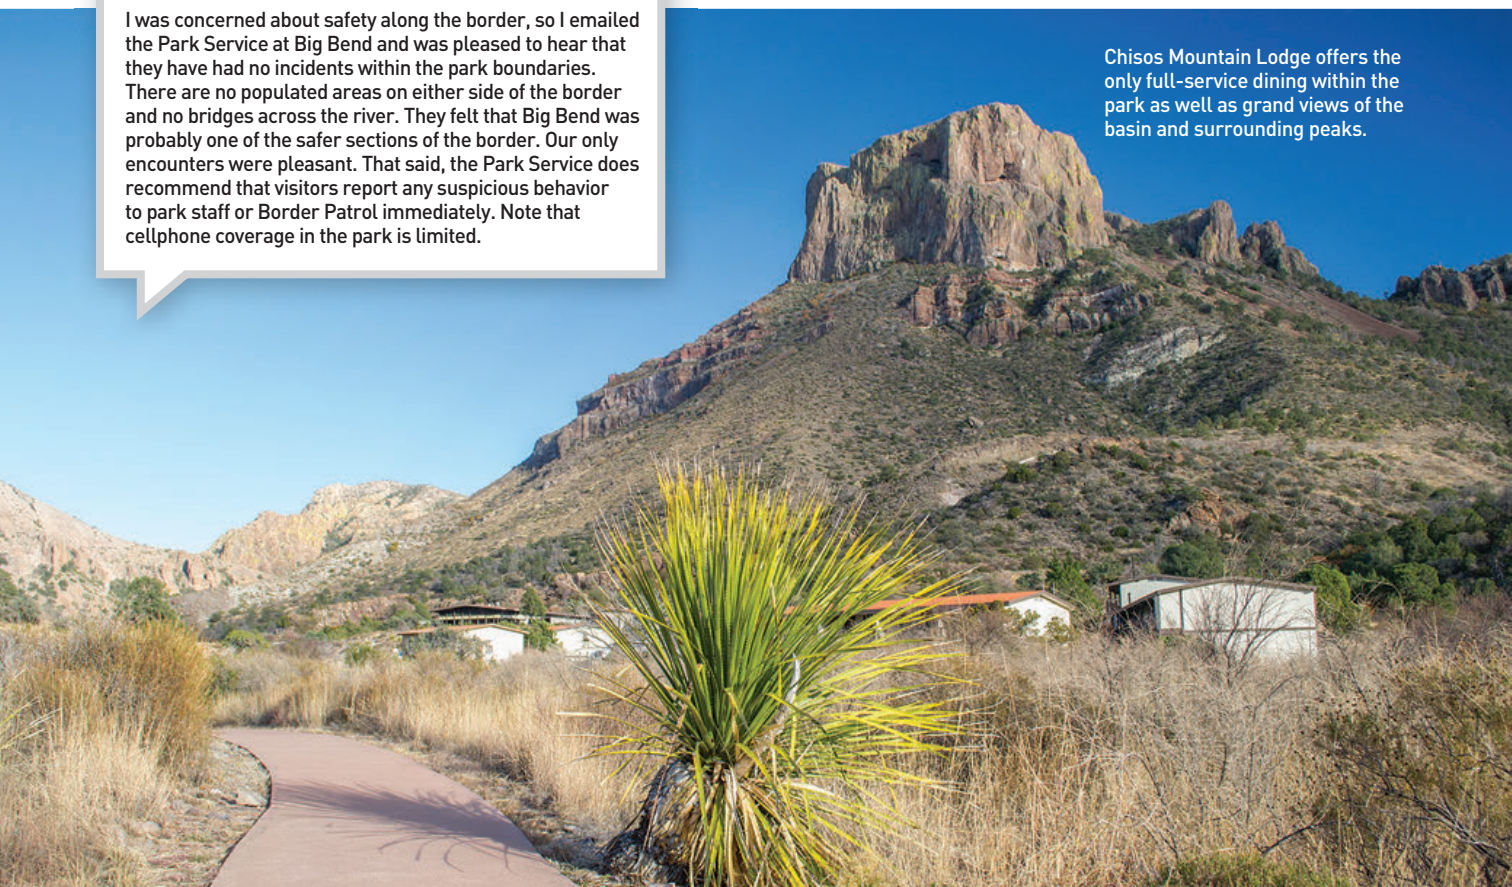 I was concerned about safety along the border, so I emailed
the Park Service at Big Bend and was pleased to hear that
they have had no incidents within the park boundaries.
There are no populated areas on either side of the border
and no bridges across the river. They felt that Big Bend was
probably one of the safer sections of the border. Our only
encounters were pleasant. That said, the Park Service does
recommend that visitors report any suspicious behavior
to park staff or Border Patrol immediately. Note that
cellphone coverage in the park is limited.
Chisos Mountain Lodge offers the
only full-service dining within the
park as well as grand views of the
basin and surrounding peaks.